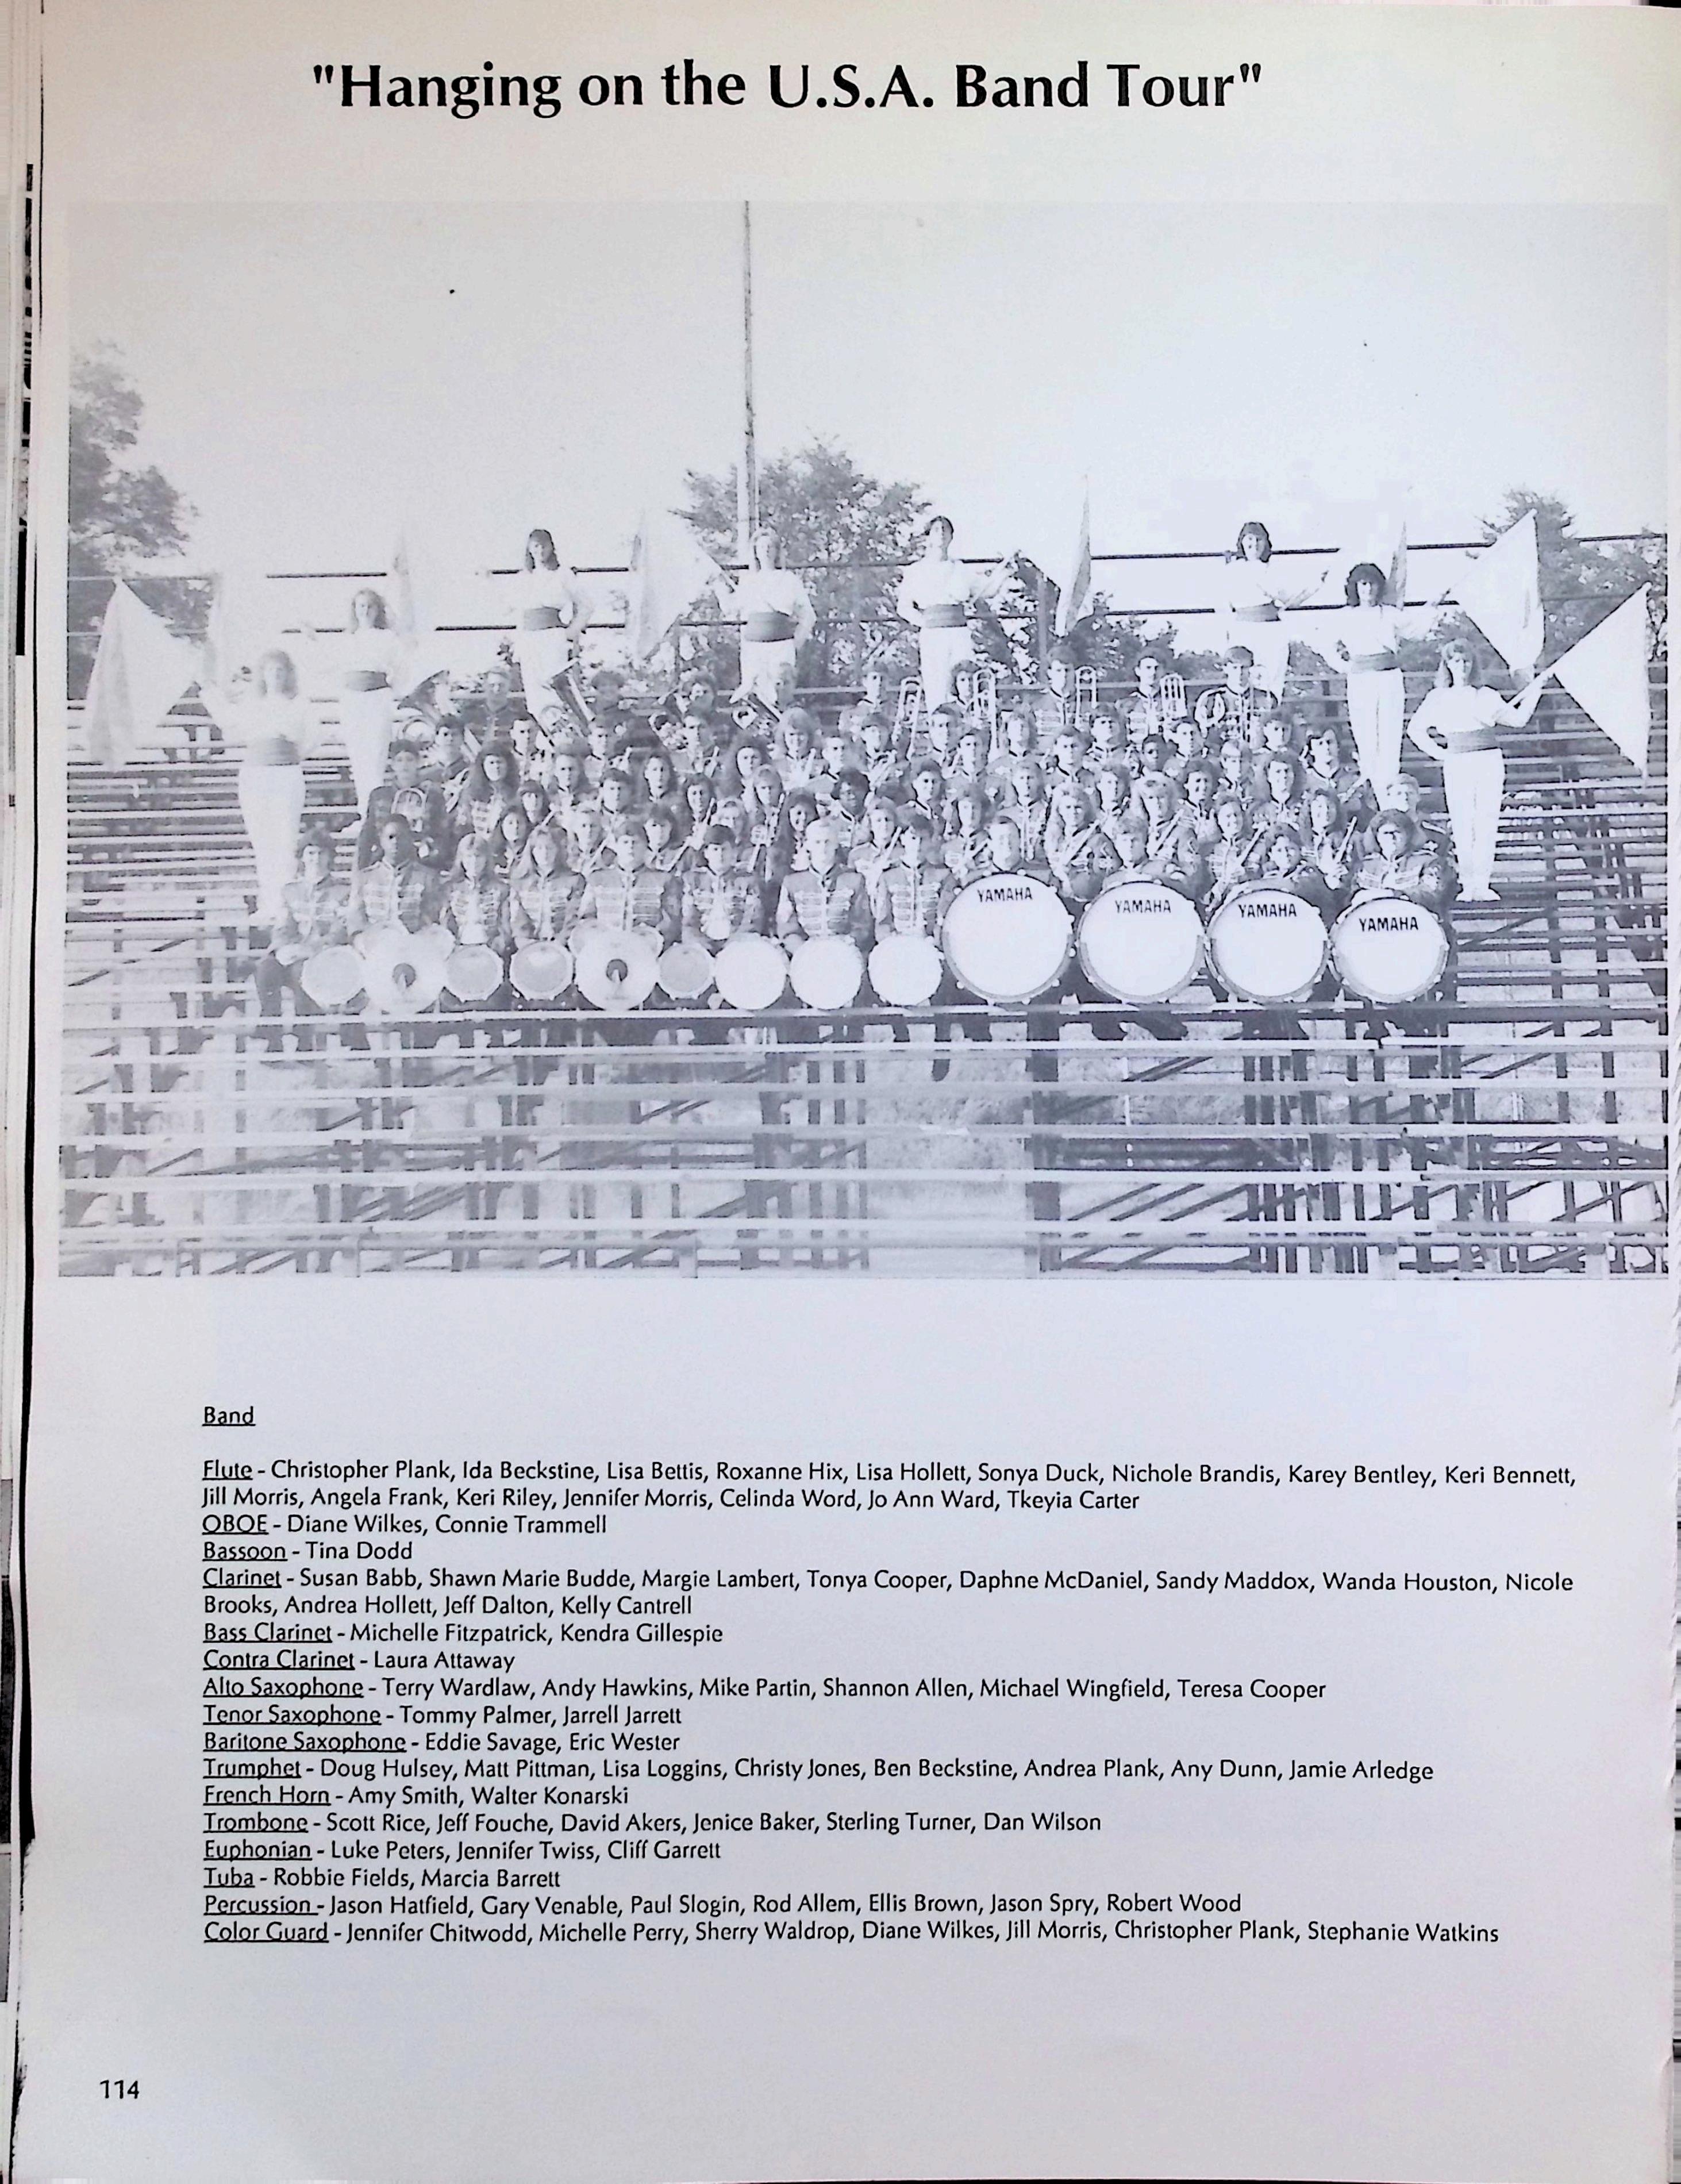 "Hanging on the U.S.A. Band Tour"
YAMAHA
YAMAHA
YAMAHA
YAMAHA
Band
Flute - Christopher Plank, Ida Beckstine, Lisa Bettis, Roxanne Hix, Lisa Hollett, Sonya Duck, Nichole Brandis, Karey Bentley, Keri Bennett,
Jill Morris, Angela Frank, Keri Riley, Jennifer Morris, Celinda Word, Jo Ann Ward, Tkeyia Carter
OBOE - Diane Wilkes, Connie Trammell
Bassoon - Tina Dodd
Clarinet - Susan Babb, Shawn Marie Budde, Margie Lambert, Tonya Cooper, Daphne McDaniel, Sandy Maddox, Wanda Houston, Nicole
Brooks, Andrea Hollett, Jeff Dalton, Kelly Cantrell
Bass Clarinet - Michelle Fitzpatrick, Kendra Gillespie
Contra Clarinet - Laura Attaway
Alto Saxophone - Terry Wardlaw, Andy Hawkins, Mike Partin, Shannon Allen, Michael Wingfield, Teresa Cooper
Tenor Saxophone - Tommy Palmer, Jarrell Jarrett
Baritone Saxophone - Eddie Savage, Eric Wester
Trumphet - Doug Hulsey, Matt Pittman, Lisa Loggins, Christy Jones, Ben Beckstine, Andrea Plank, Any Dunn, Jamie Arledge
French Horn - Amy Smith, Walter Konarski
Trombone - Scott Rice, Jeff Fouche, David Akers, Jenice Baker, Sterling Turner, Dan Wilson
Euphonian - Luke Peters, Jennifer Twiss, Cliff Garrett
Tuba - Robbie Fields, Marcia Barrett
Percussion - Jason Hatfield, Gary Venable, Paul Slogin, Rod Allem, Ellis Brown, Jason Spry, Robert Wood
Color Guard - Jennifer Chitwodd, Michelle Perry, Sherry Waldrop, Diane Wilkes, Jill Morris, Christopher Plank, Stephanie Watkins
114